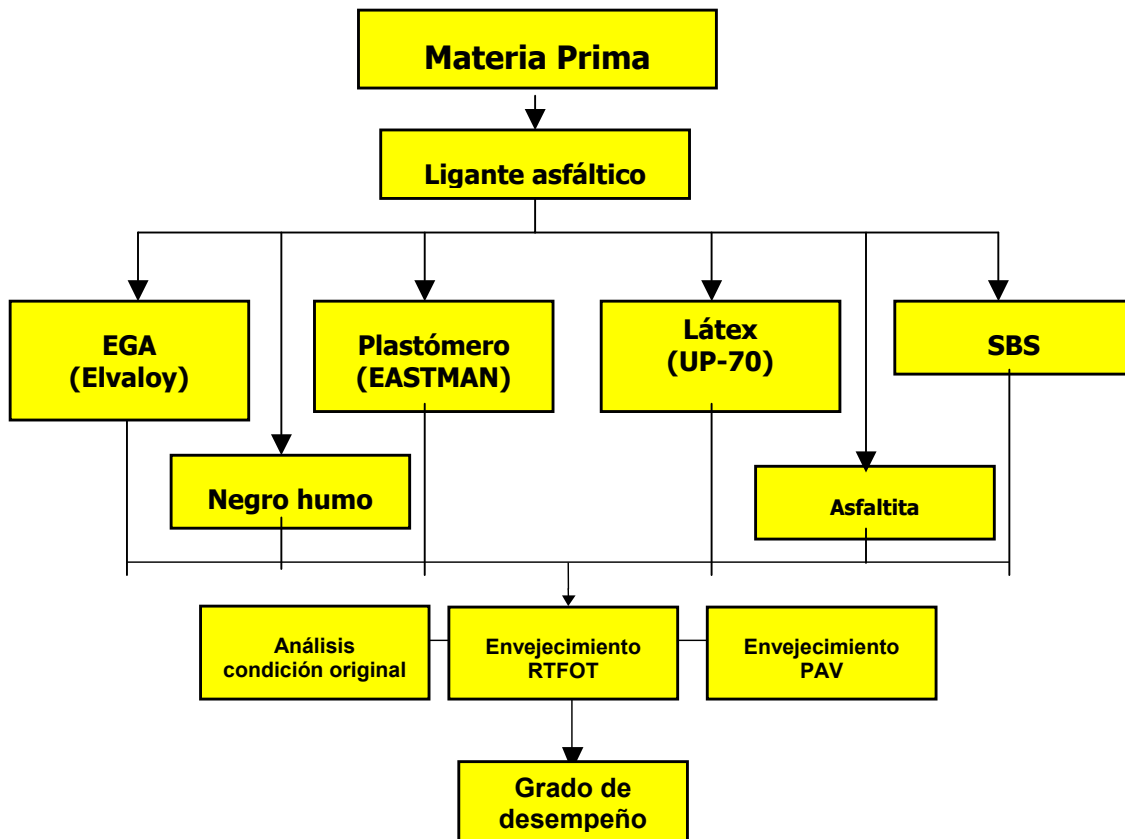 Materia Prima
Ligante asfáltico
EGA
(Elvaloy)
Plastómero
(EASTMAN)
Látex
(UP-70)
SBS
Negro humo
Asfaltita
Análisis
condición original
Envejecimiento
RTFOT
Envejecimiento
PAV
Grado de
desempeño